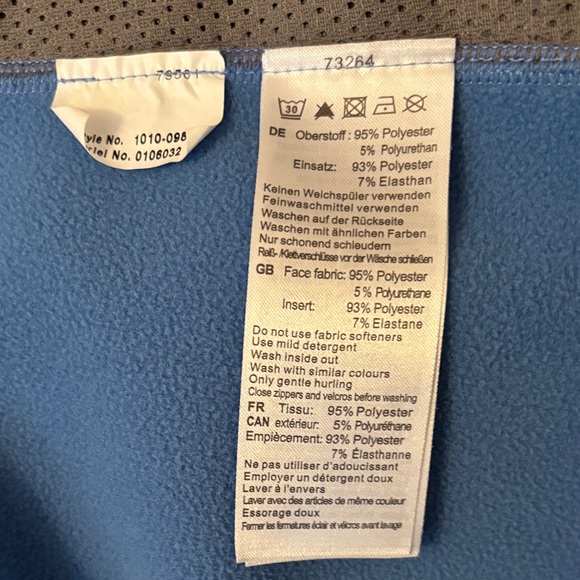 73264
30
DE Oberstoff : 95% Polyester
5% Polyurethan
Einsatz: 93% Polyester
7% Elasthan
Keinen Weichspüler verwenden
Feinwaschmittel verwenden
Waschen auf der Rückseite
Waschen mit ähnlichen Farben
Nur schonend schleudern
Reiß- /Klettverschlüsse vor der Wäsche schließen
GB Face fabric: 95% Polyester
5% Polyurethane
Insert: 93% Polyester
7% Elastane
Do not use fabric softeners
Use mild detergent
Wash inside out
Wash with similar colours
Only gentle hurling
Close zippers and velcros before washing
FR Tissu: 95% Polyester
CAN extérieur: 5% Polyuréthane
Empiècement: 93% Polyester
7% Élasthanne
Ne pas utiliser d'adoucissant
Employer un détergent doux
Laver à l'envers
Laver avec des articles de même couleur
Essorage doux
Fermer les fermetures éclair et vélcros avant lavage
No. 1010-098
No. 0106032